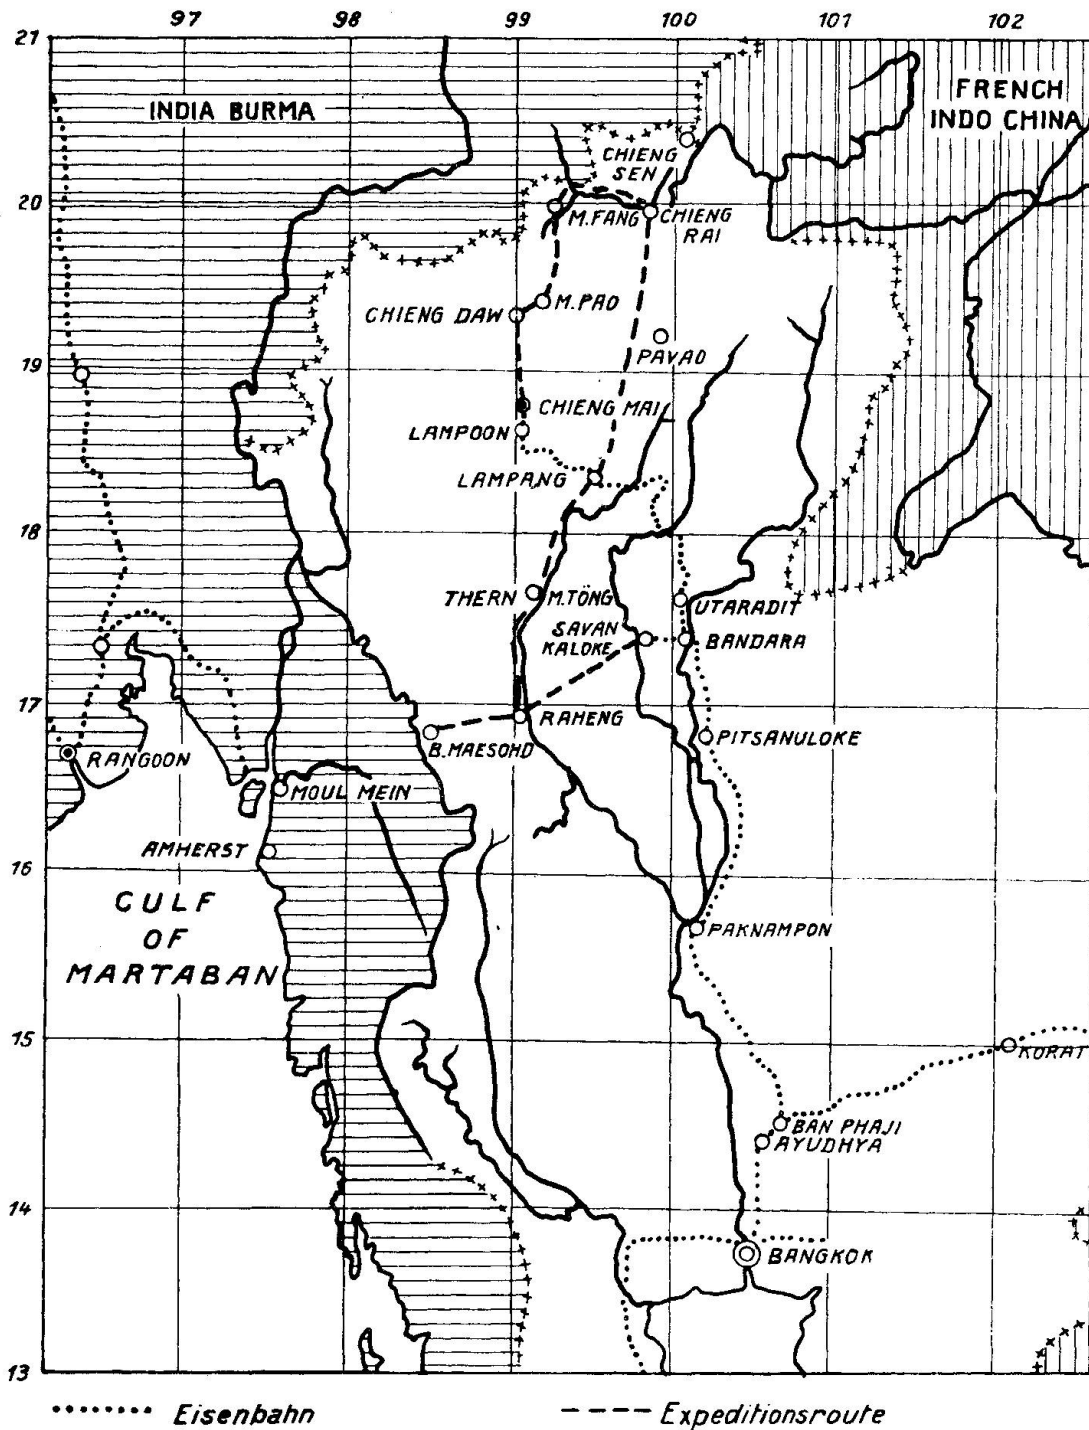 97 98 99 100 101 102
21
INDIA BURMA
FRENCH
INDO CHINA
CHIENG
SEN
20
M.FANG
CHIENG
RAI
CHIENG DAW
M.PAO
PAVAO
19
CHIENG MAI
LAMPOON
LAMPANG
18
THERN
M.TÖNG
UTARADIT
SAVAN
KALOKE
BANDARA
17
RAHENG
B.MAESOHD
PITSANULOKE
RANGOON
MOUL MEIN
AMHERST
16
GULF
OF
MARTABAN
PAKNAMPON
15
KORAT
BAN PHAJI
AYUDHYA
14
BANGKOK
13
Eisenbahn
Expeditionsroute